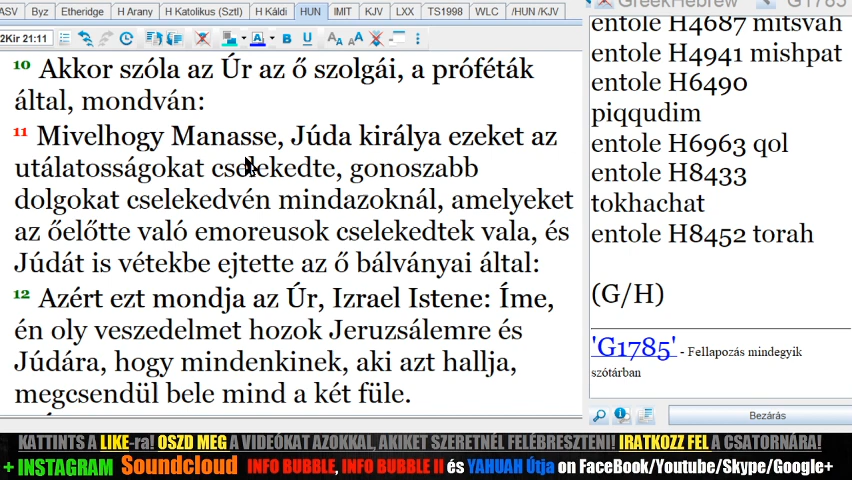 ASV Byz Etheridge H Arany H Katolikus (Sztl) H Káldi HUN IMIT KJV LXX TS1998 WLC /HUN /KJV
2Kir 21:11
10 Akkor szóla az Úr az ő szolgái, a próféták
által, mondván:
11 Mivelhogy Manasse, Júda királya ezeket az
utálatosságokat cselekedte, gonoszabb
dolgokat cselekedvén mindazoknál, amelyeket
az őelőtte való emoreusok cselekedtek vala, és
Júdát is vétekbe ejtette az ő bálványai által:
12 Azért ezt mondja az Úr, Izrael Istene: Íme,
én oly veszedelmet hozok Jeruzsálemre és
Júdára, hogy mindenkinek, aki azt hallja,
megcsendül bele mind a két füle.
GreekHebrew G1785
entole H4687 mitsvah
entole H4941 mishpat
entole H6490
piqqudim
entole H6963 qol
entole H8433
tokhachat
entole H8452 torah
(G/H)
'G1785' - Fellapozás mindegyik
szótárban
Bezárás
KATTINTS A LIKE-ra! OSZD MEG A VIDEÓKAT AZOKKAL, AKIKET SZERETNÉL FELÉBRESZTENI! IRATKOZZ FEL A CSATORNÁRA!
+ INSTAGRAM Soundcloud INFO BUBBLE, INFO BUBBLE II és YAHUAH Útja on FaceBook/Youtube/Skype/Google+